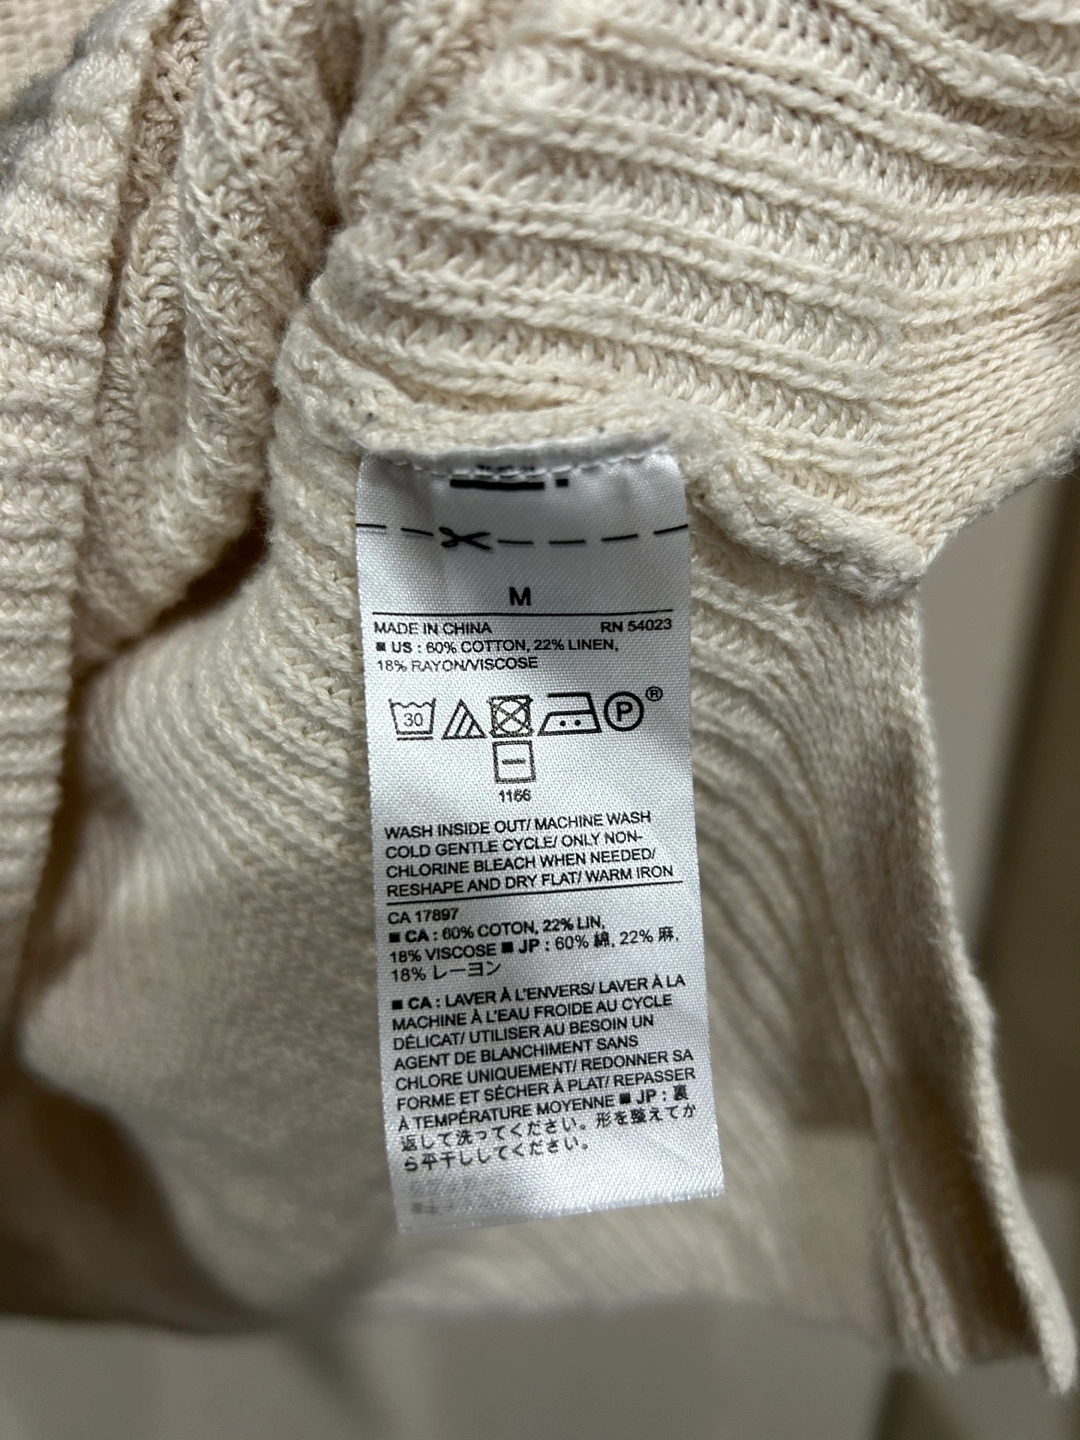 M
MADE IN CHINA RN 54023
■ US : 60% COTTON, 22% LINEN,
18% RAYON/VISCOSE
30 P ®
1166
WASH INSIDE OUT/ MACHINE WASH
COLD GENTLE CYCLE/ ONLY NON-
CHLORINE BLEACH WHEN NEEDED/
RESHAPE AND DRY FLAT/ WARM IRON
CA 17897
■ CA : 60% COTON, 22% LIN,
18% VISCOSE ■ JP : 60% 綿, 22% 麻,
18% レーヨン
■ CA : LAVER À L'ENVERS/ LAVER À LA
MACHINE À L'EAU FROIDE AU CYCLE
DÉLICAT/ UTILISER AU BESOIN UN
AGENT DE BLANCHIMENT SANS
CHLORE UNIQUEMENT/ REDONNER SA
FORME ET SÉCHER À PLAT/ REPASSER
À TEMPÉRATURE MOYENNE ■ JP : 裏
返して洗ってください。形を整えてか
ら平干ししてください。